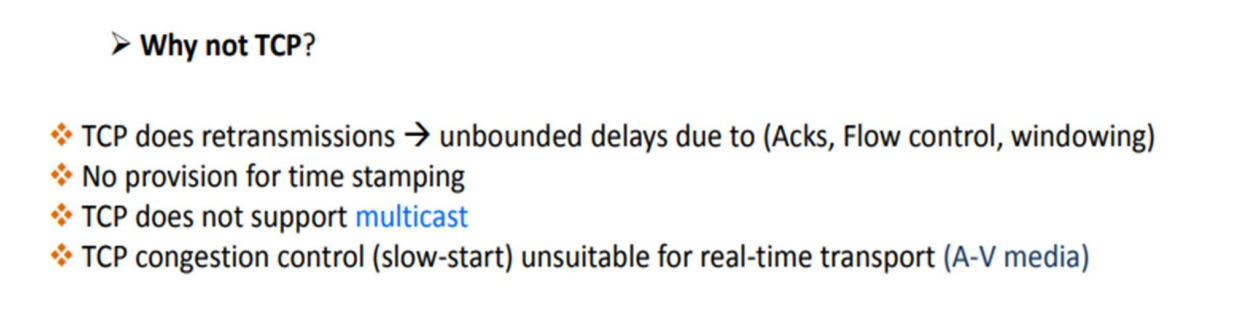 ➢ Why not TCP?
❖ TCP does retransmissions → unbounded delays due to (Acks, Flow control, windowing)
❖ No provision for time stamping
❖ TCP does not support multicast
❖ TCP congestion control (slow-start) unsuitable for real-time transport (A-V media)